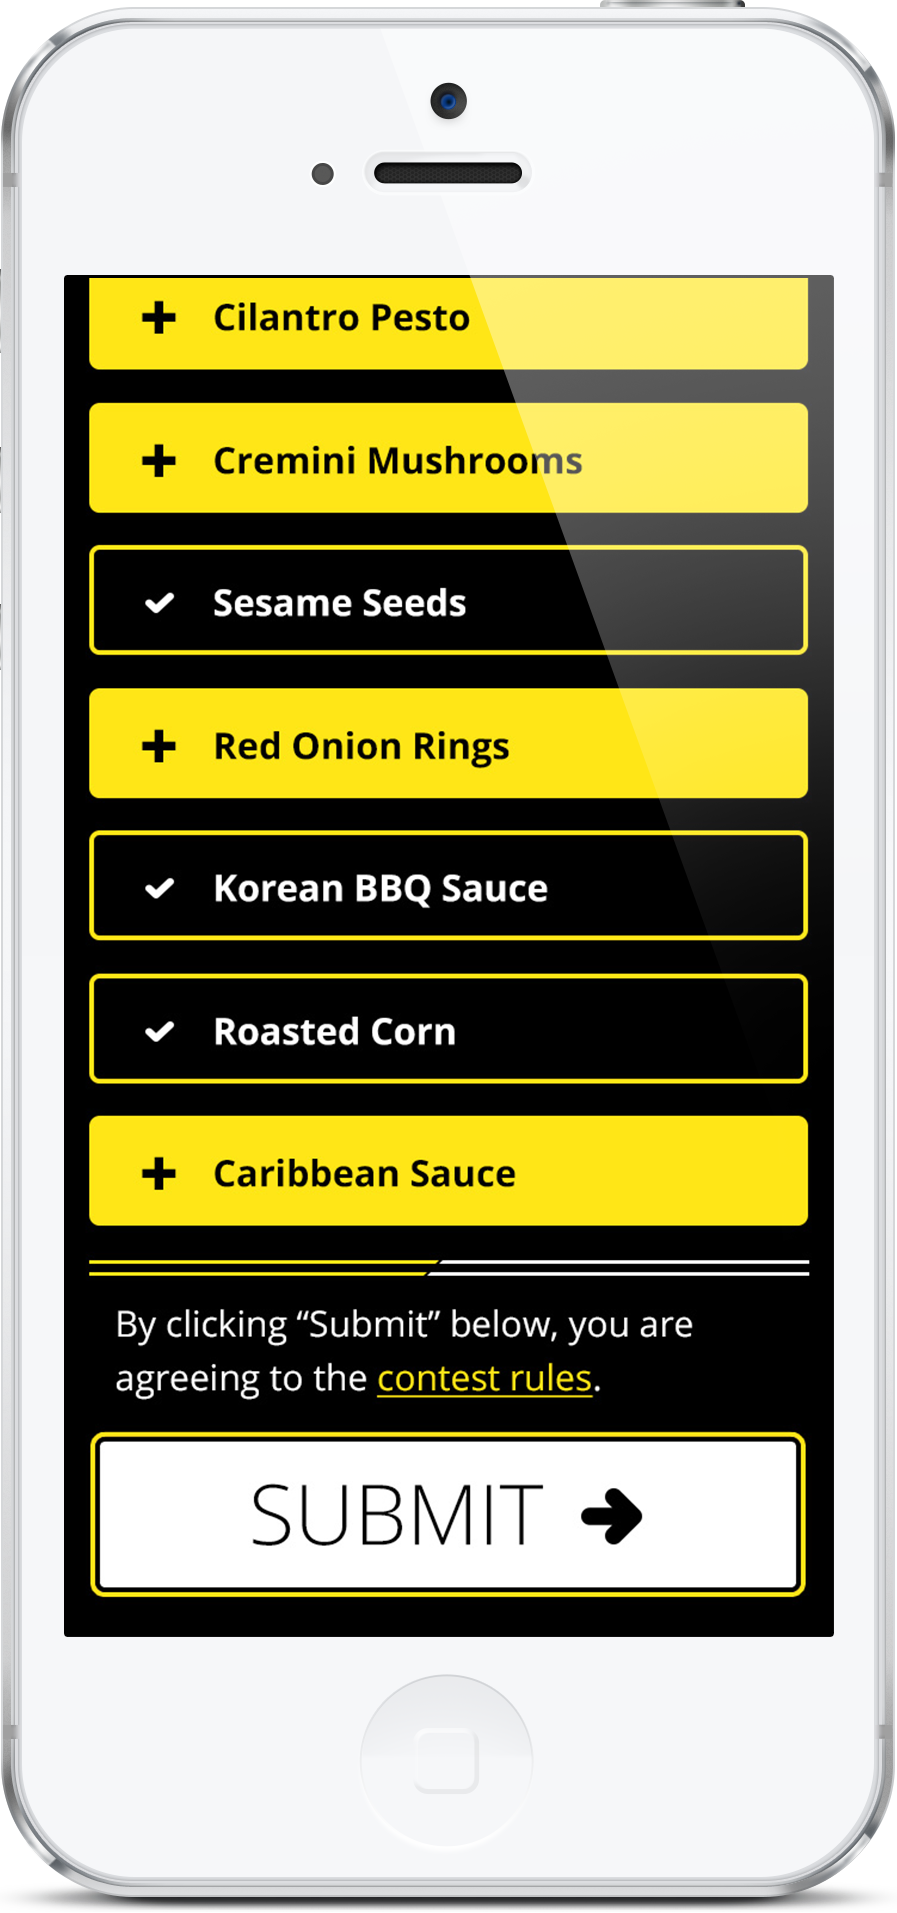 Cilantro Pesto
Cremini Mushrooms
Sesame Seeds
Red Onion Rings
Korean BBQ Sauce
Roasted Corn
Caribbean Sauce
By clicking “Submit” below, you are
agreeing to the contest rules.
SUBMIT